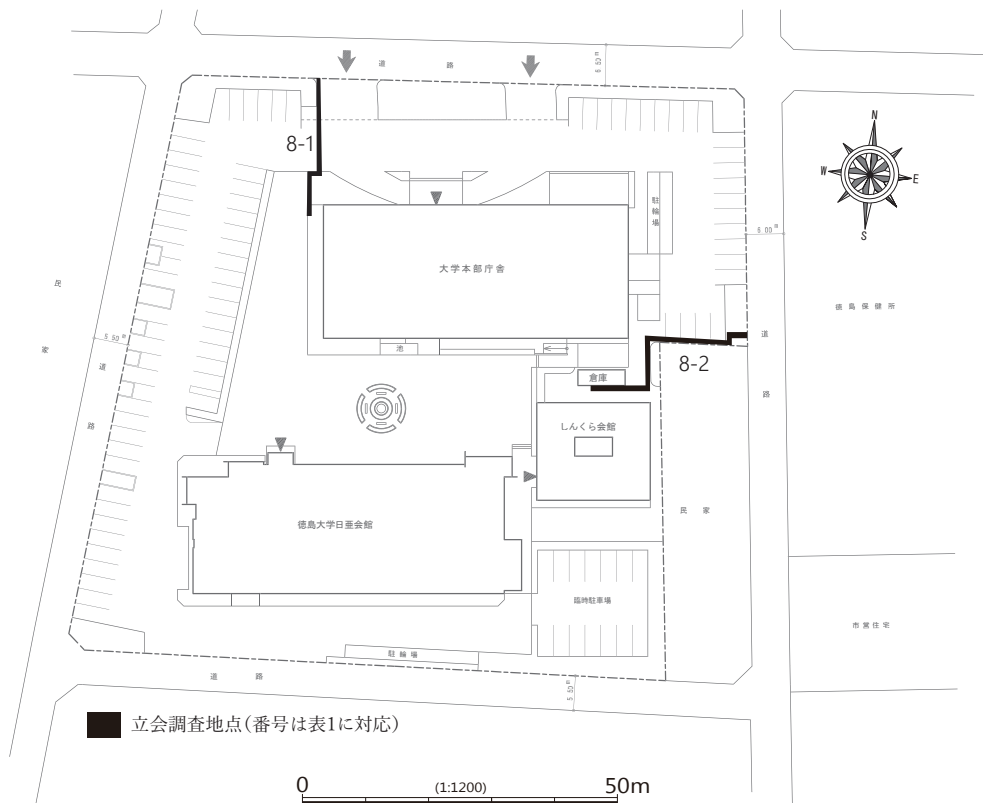 道 路
6.50m
8-1
N
W
E
S
駐輪場
6.00m
大学本部庁舎
徳島保健所
民家
5.50m
道路
池
道路
8-2
倉庫
しんくら会館
民 家
徳島大学日亜会館
臨時駐車場
市営住宅
駐輪場
道 路
5.50m
立会調査地点(番号は表1に対応)
0
(1:1200)
50m